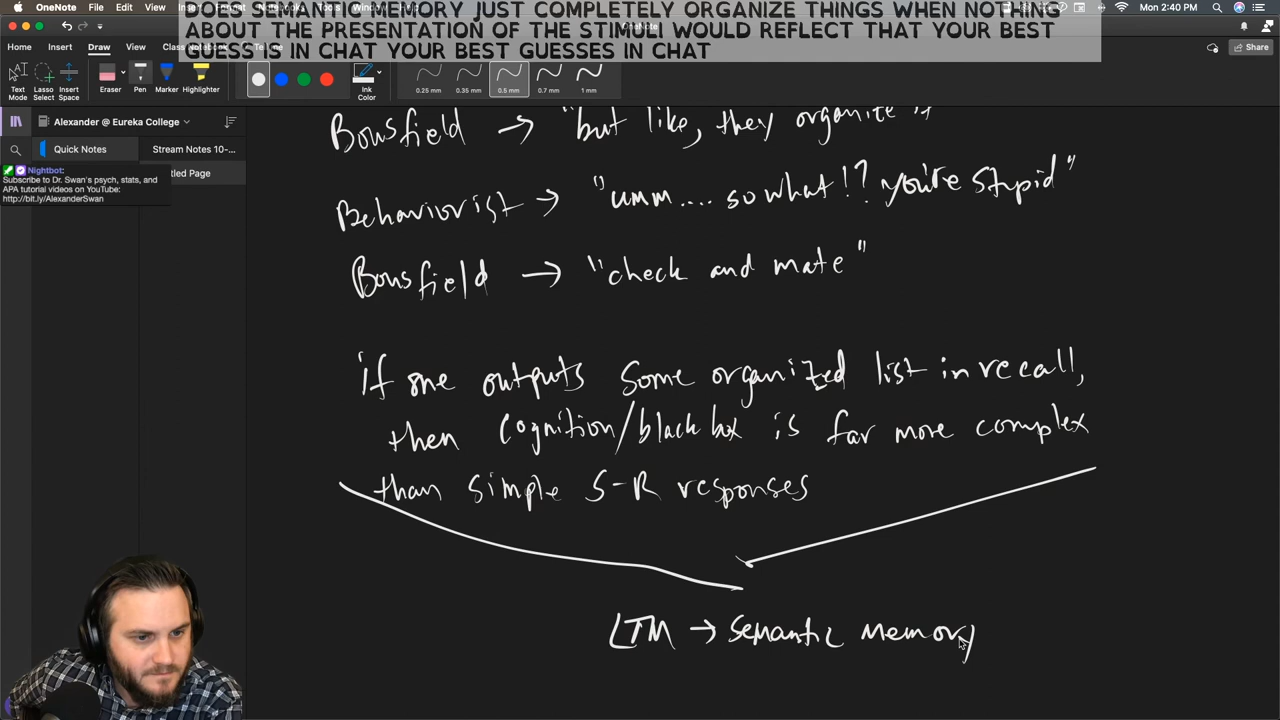 OneNote File Edit View Insert
Mon 2:40 PM
DOES SEMANTIC MEMORY JUST COMPLETELY ORGANIZE THINGS WHEN NOTHING
ABOUT THE PRESENTATION OF THE STIMULI WOULD REFLECT THAT YOUR BEST
GUESS IS IN CHAT YOUR BEST GUESSES IN CHAT
Home Insert Draw
Share
Text Mode
Lasso Select
Insert Space
Eraser
Pen
Marker
Highlighter
Ink Color
0.25 mm
0.35 mm
0.5 mm
0.7 mm
1 mm
Alexander @ Eureka College
Quick Notes
Stream Notes 10-...
Page
Nightbot:
Subscribe to Dr. Swan's psych, stats, and
APA tutorial videos on YouTube:
http://bit.ly/AlexanderSwan
Bousfield → "but like, they organize it
Behaviorist → "umm.... so what!? you're stupid"
Bousfield → "check and mate"
if one outputs some organized list in recall,
then cognition/black box is far more complex
than simple S-R responses
LTM → Semantic Memory